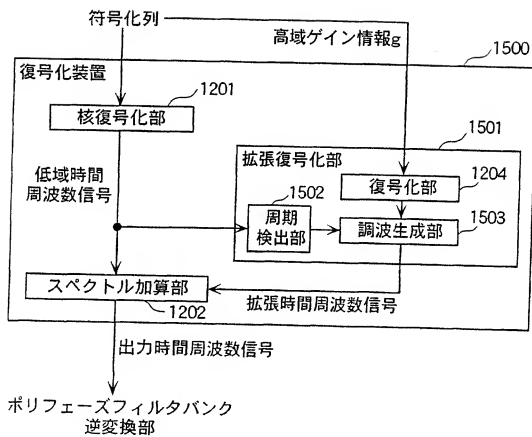 符号化列
高域ゲイン情報g
1500
復号化装置
1201
核復号化部
1501
拡張復号化部
低域時間
周波数信号
1204
復号化部
1502
周期
検出部
1503
調波生成部
スペクトル加算部
1202
拡張時間周波数信号
出力時間周波数信号
ポリフェーズフィルタバンク
逆変換部